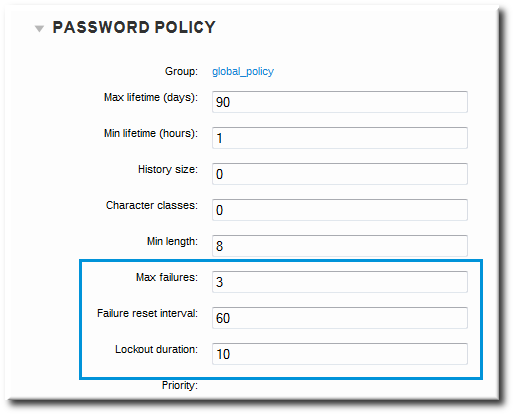 PASSWORD POLICY
Group: global_policy
Max lifetime (days): 90
Min lifetime (hours): 1
History size: 0
Character classes: 0
Min length: 8
Max failures: 3
Failure reset interval: 60
Lockout duration: 10
Priority: